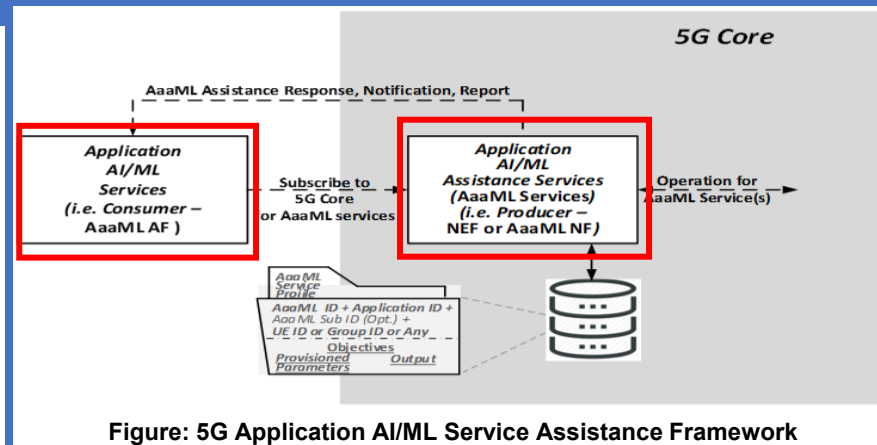 5G Core
AaaML Assistance Response, Notification, Report
Application
AI/ML
Services
(i.e. Consumer –
AaaML AF )
Subscribe to
5G Core
or AaaML services
Application
AI/ML
Assistance Services
(AaaML Services)
(i.e. Producer –
NEF or AaaML NF)
Operation for
AaaML Service(s)
AaaML
Service
Profile
AaaML ID + Application ID +
AaaML Sub ID (Opt.) +
UE ID or Group ID or Any
Objectives
Provisioned Output
Parameters
Figure: 5G Application AI/ML Service Assistance Framework